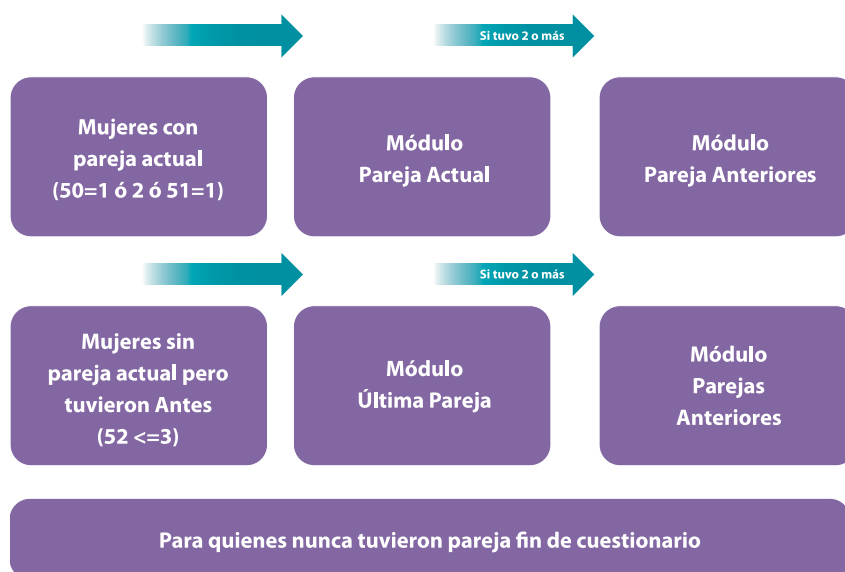 Si tuvo 2 o más
Mujeres con
pareja actual
(50=1 ó 2 ó 51=1)
Módulo
Pareja Actual
Módulo
Pareja Anteriores
Si tuvo 2 o más
Mujeres sin
pareja actual pero
tuvieron Antes
(52 <=3)
Módulo
Última Pareja
Módulo
Parejas
Anteriores
Para quienes nunca tuvieron pareja fin de cuestionario